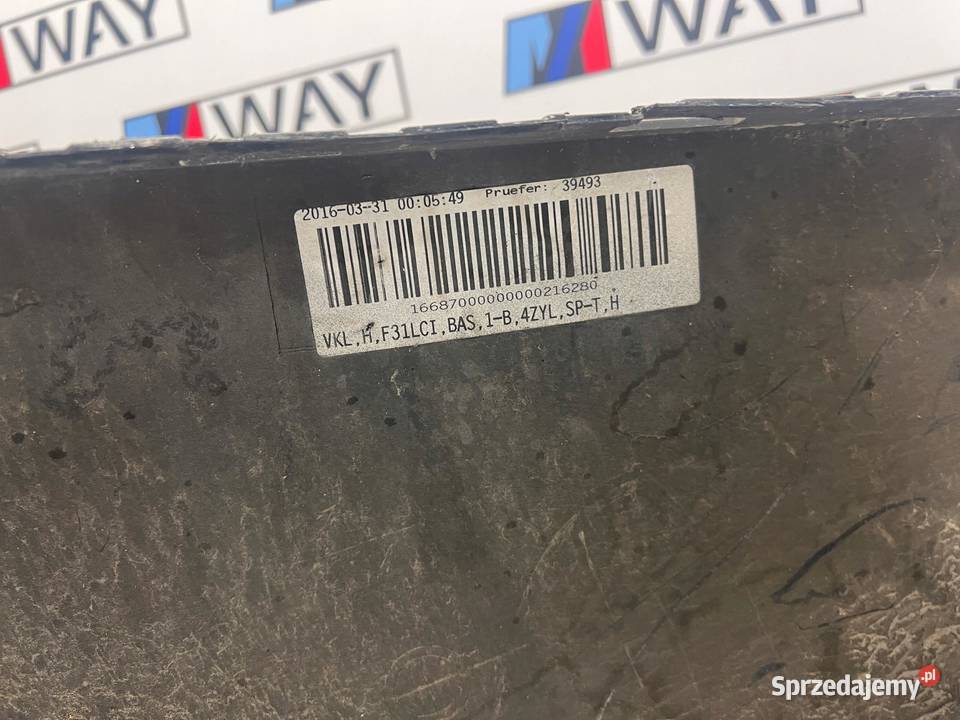 WAY
WAY
WAY
2016-03-31 00:05:49 Pruefer: 39493
16687000000000216280
VKL,H,F31LCI,BAS,1-B,4ZYL,SP-T,H
Sprzedajemy.pl